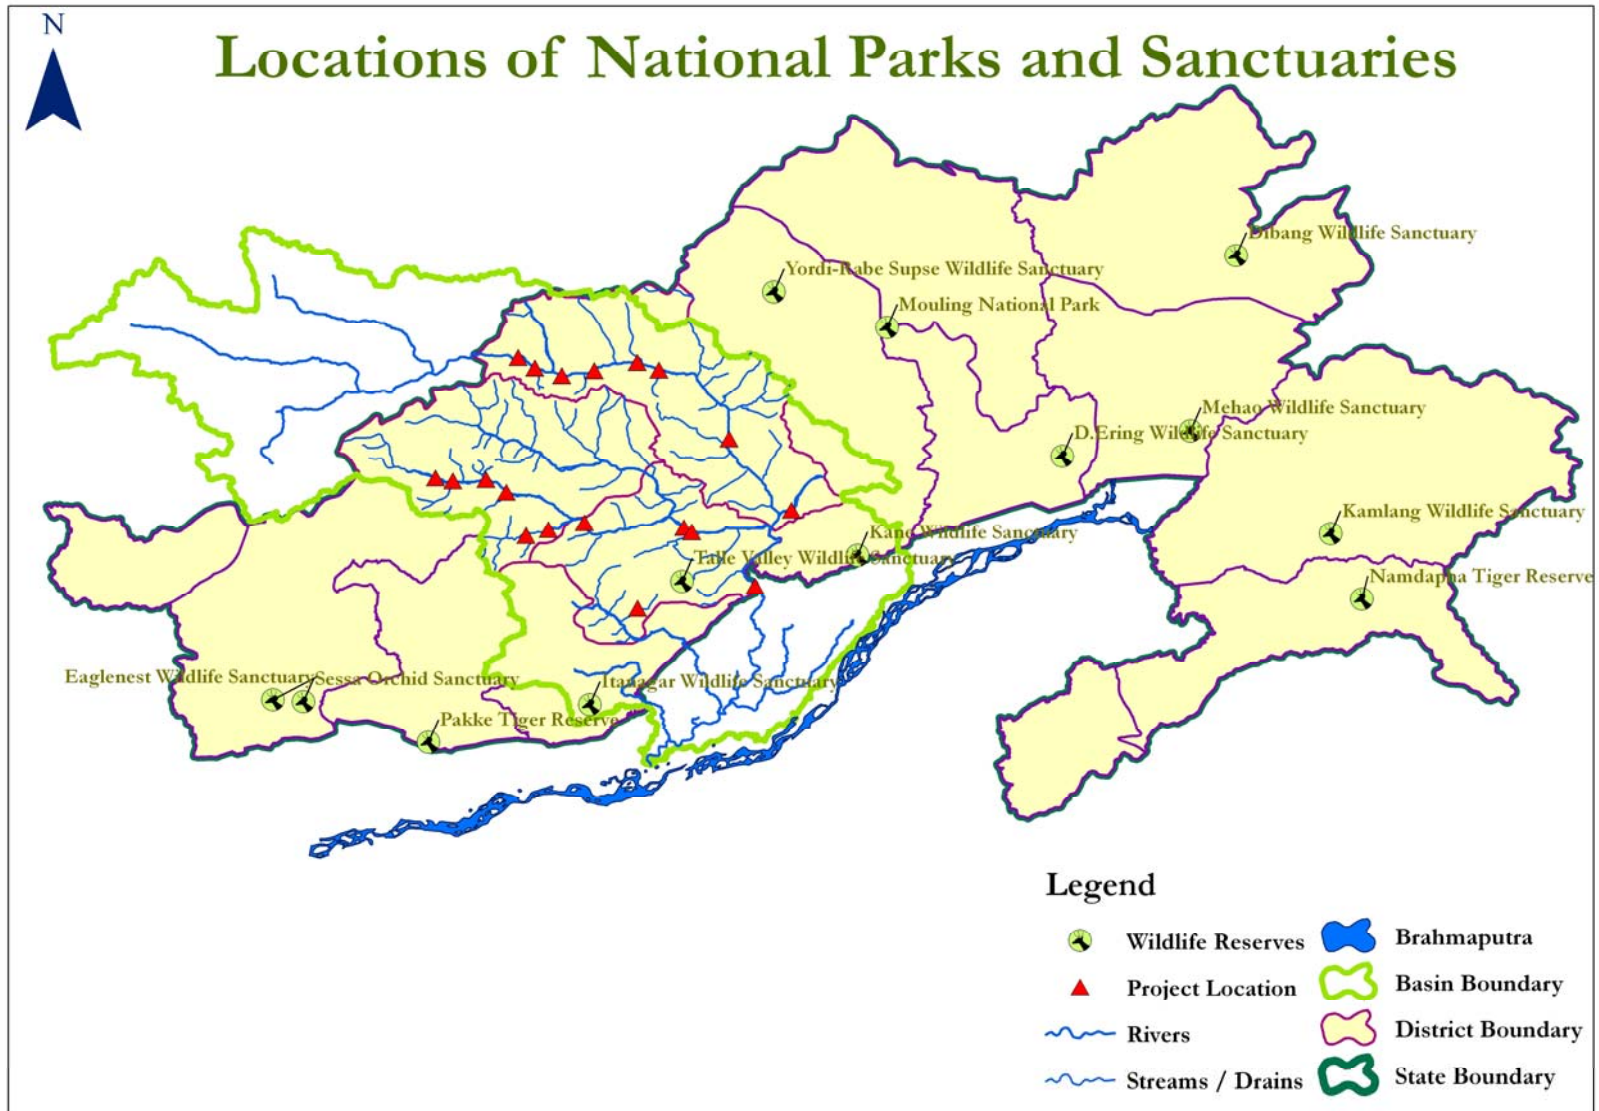 N
Locations of National Parks and Sanctuaries
Dibang Wildlife Sanctuary
Yordi-Rabe Supse Wildlife Sanctuary
Mouling National Park
Mehao Wildlife Sanctuary
D.Ering Wildlife Sanctuary
Kamlang Wildlife Sanctuary
Kane Wildlife Sanctuary
Talle Valley Wildlife Sanctuary
Namdapha Tiger Reserve
Eaglenest Wildlife Sanctuary
Sessa Orchid Sanctuary
Itanagar Wildlife Sanctuary
Pakke Tiger Reserve
Legend
Wildlife Reserves
Brahmaputra
Project Location
Basin Boundary
Rivers
District Boundary
Streams / Drains
State Boundary